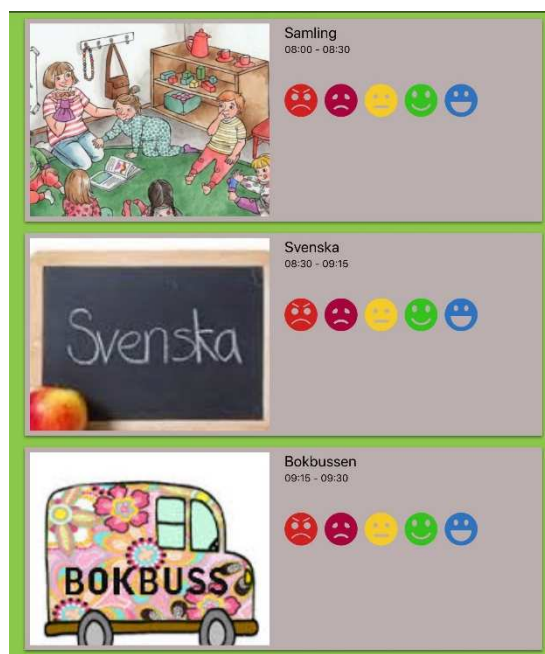 Samling
08:00 - 08:30
Svenska
08:30 - 09:15
Svenska
Bokbussen
09:15 - 09:30
BOKBUSS